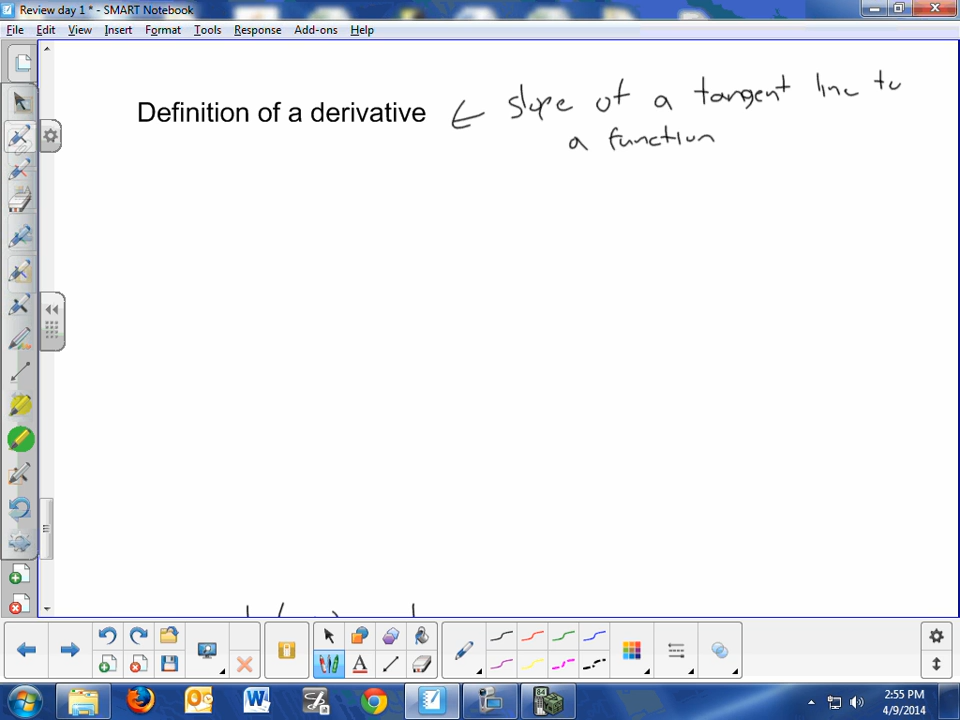 Review day 1 * - SMART Notebook
File Edit View Insert Format Tools Response Add-ons Help
Definition of a derivative ← slope of a tangent line to
a function
2:55 PM
4/9/2014